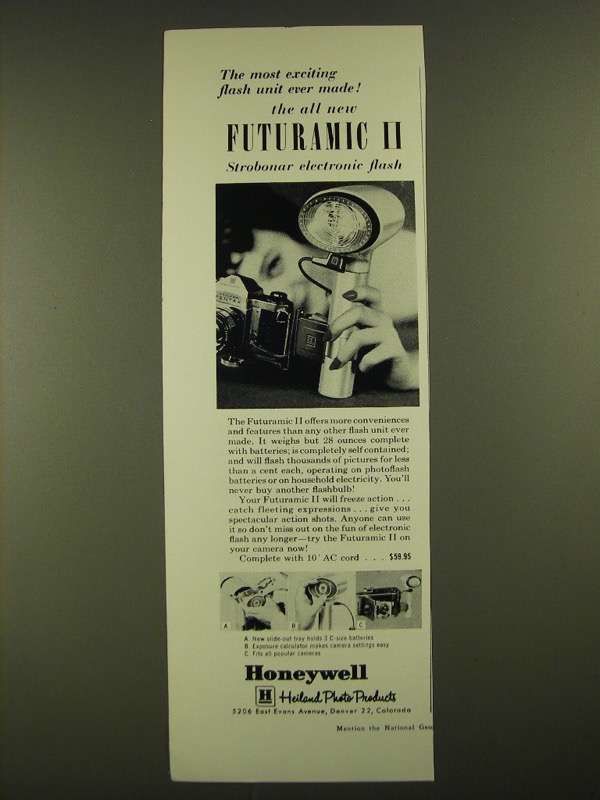 The most exciting
flash unit ever made!
the all new
FUTURAMIC II
Strobonar electronic flash
The Futuramic II offers more conveniences
and features than any other flash unit ever
made. It weighs but 28 ounces complete
with batteries; is completely self contained;
and will flash thousands of pictures for less
than a cent each, operating on photoflash
batteries or on household electricity. You'll
never buy another flashbulb!
Your Futuramic II will freeze action . . .
catch fleeting expressions . . . give you
spectacular action shots. Anyone can use
it so don't miss out on the fun of electronic
flash any longer—try the Futuramic II on
your camera now!
Complete with 10' AC cord . . . $59.95
A
B
C
A. New slide-out tray holds 3 C-size batteries
B. Exposure calculator makes camera settings easy
C. Fits all popular cameras
Honeywell
H Heiland Photo Products
5206 East Evans Avenue, Denver 22, Colorado
Mention the National Geo